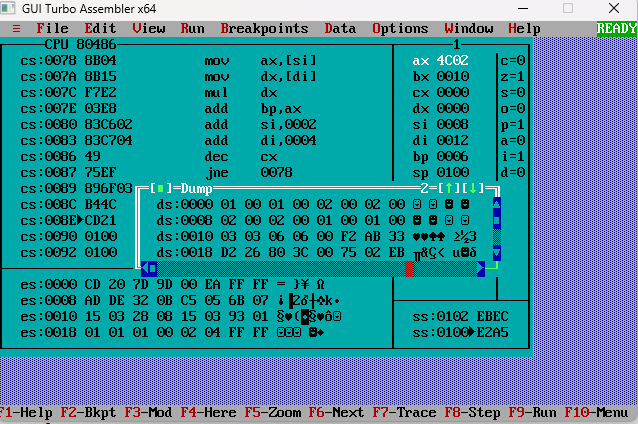 GUI Turbo Assembler x64
≡ File Edit View Run Breakpoints Data Options Window Help READY
CPU 80486 1
cs:0078 8B04 mov ax,[si] ax 4C02 c=0
cs:007A 8B15 mov dx,[di] bx 0010 z=1
cs:007C F7E2 mul dx cx 0000 s=0
cs:007E 03E8 add bp,ax dx 0000 o=0
cs:0080 83C602 add si,0002 si 0008 p=1
cs:0083 83C704 add di,0004 di 0012 a=0
cs:0086 49 dec cx bp 0006 i=1
cs:0087 75EF jne 0078 sp 0100 d=0
cs:0089 896F03 [■]=Dump 2=[↑][↓]
cs:008C B44C ds:0000 01 00 01 00 02 00 02 00 ☺ ☺ ☻ ☻
cs:008E►CD21 ds:0008 02 00 02 00 01 00 01 00 ☻ ☻ ☺ ☺
cs:0090 0100 ds:0010 03 03 06 06 00 F2 AB 33 ♥♥♠♠ ≥½3
cs:0092 0100 ds:0018 D2 26 80 3C 00 75 02 EB ╥&Ç< u☻δ
es:0000 CD 20 7D 9D 00 EA FF FF = }¥ Ω
es:0008 AD DE 32 0B C5 05 6B 07 ¡▐2♂┼♣k•
es:0010 15 03 28 08 15 03 93 01 §♥(◘§♥ô☺ ss:0102 EBEC
es:0018 01 01 01 00 02 04 FF FF ☺☺☺ ☻♦ ss:0100►E2A5
F1-Help F2-Bkpt F3-Mod F4-Here F5-Zoom F6-Next F7-Trace F8-Step F9-Run F10-Menu